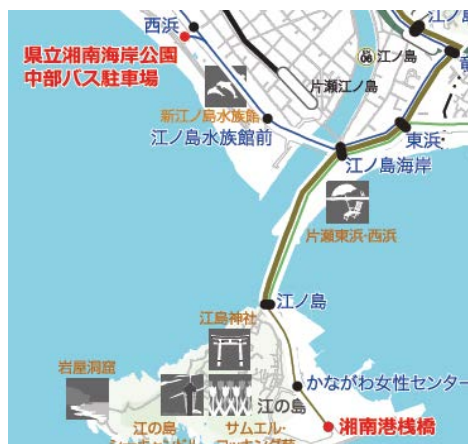 西浜
江ノ島
県立湘南海岸公園
中部バス駐車場
06
江ノ島
片瀬江ノ島
新江ノ島水族館
江ノ島水族館前
東浜
江ノ島海岸
片瀬東浜・西浜
江ノ島
江島神社
岩屋洞窟
かながわ女性センター
江の島
湘南港桟橋
江の島
サムエル・